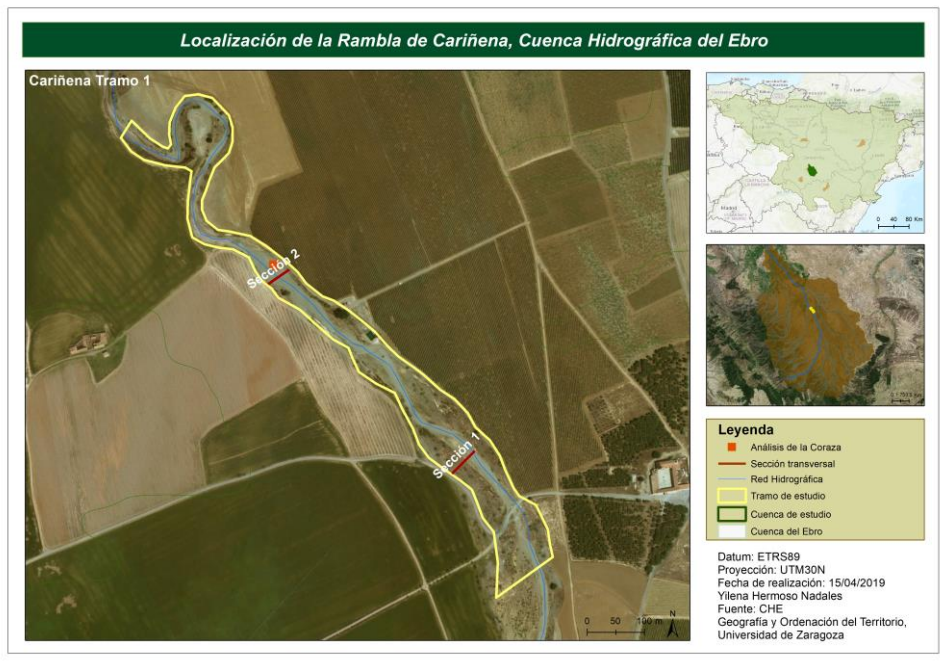 Localización de la Rambla de Cariñena, Cuenca Hidrográfica del Ebro
Cariñena Tramo 1
Sección 2
Sección 1
0 50 100 m
N
Madrid
0 40 80 Km
Leyenda
Análisis de la Coraza
Sección transversal
Red Hidrográfica
Tramo de estudio
Cuenca de estudio
Cuenca del Ebro
Datum: ETRS89
Proyección: UTM30N
Fecha de realización: 15/04/2019
Yilena Hermoso Nadales
Fuente: CHE
Geografía y Ordenación del Territorio,
Universidad de Zaragoza